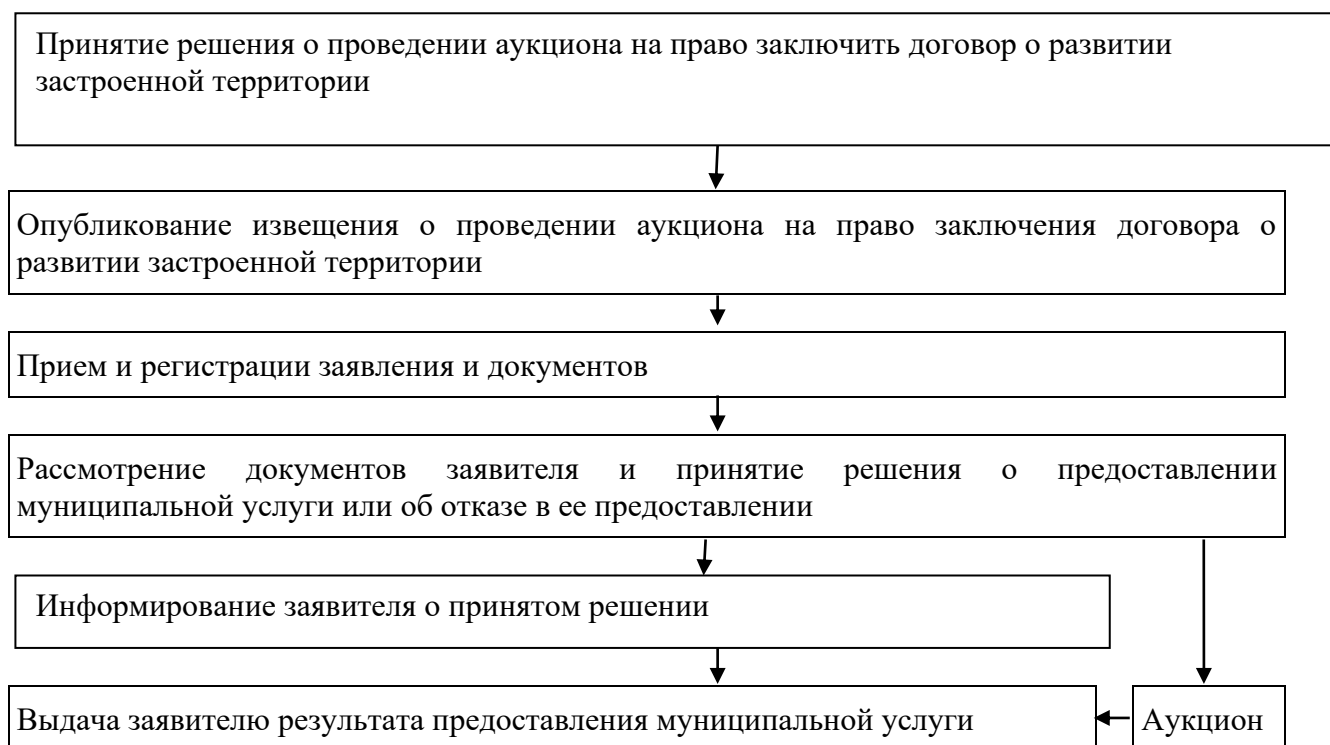 Принятие решения о проведении аукциона на право заключить договор о развитии
застроенной территории
Опубликование извещения о проведении аукциона на право заключения договора о
развитии застроенной территории
Прием и регистрации заявления и документов
Рассмотрение документов заявителя и принятие решения о предоставлении
муниципальной услуги или об отказе в ее предоставлении
Информирование заявителя о принятом решении
Выдача заявителю результата предоставления муниципальной услуги
Аукцион